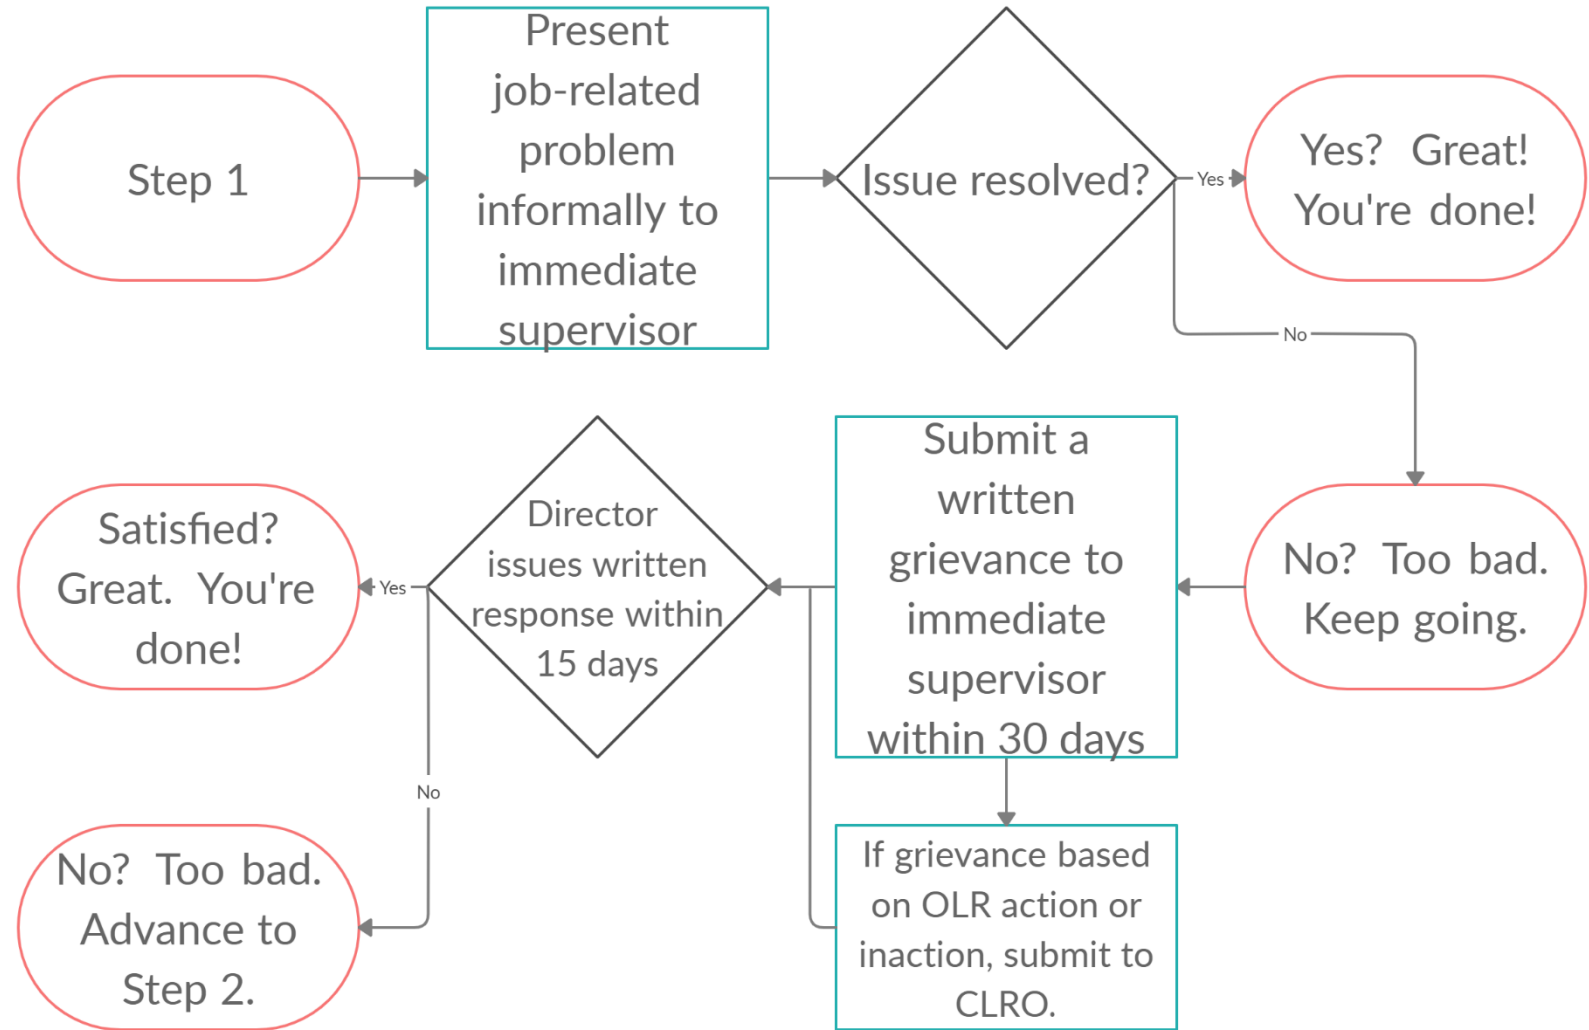 Step 1
Present
job-related
problem
informally to
immediate
supervisor
Issue resolved?
Yes
Yes? Great!
You're done!
No
No? Too bad.
Keep going.
Submit a
written
grievance to
immediate
supervisor
within 30 days
If grievance based
on OLR action or
inaction, submit to
CLRO.
Director
issues written
response within
15 days
Yes
Satisfied?
Great. You're
done!
No
No? Too bad.
Advance to
Step 2.